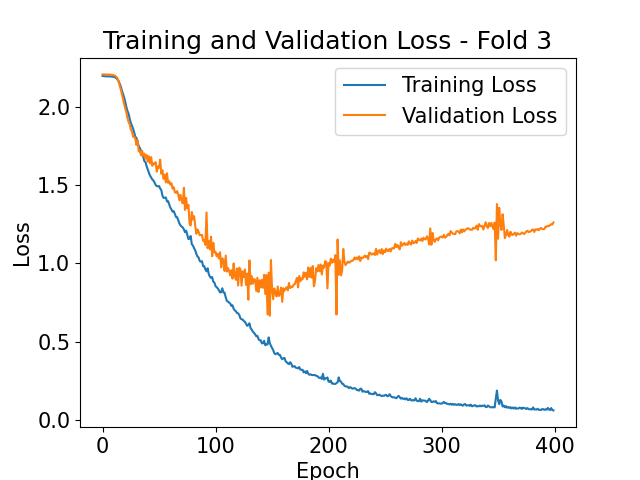 Training and Validation Loss - Fold 3
Training Loss
Validation Loss
Loss
2.0
1.5
1.0
0.5
0.0
0 100 200 300 400
Epoch